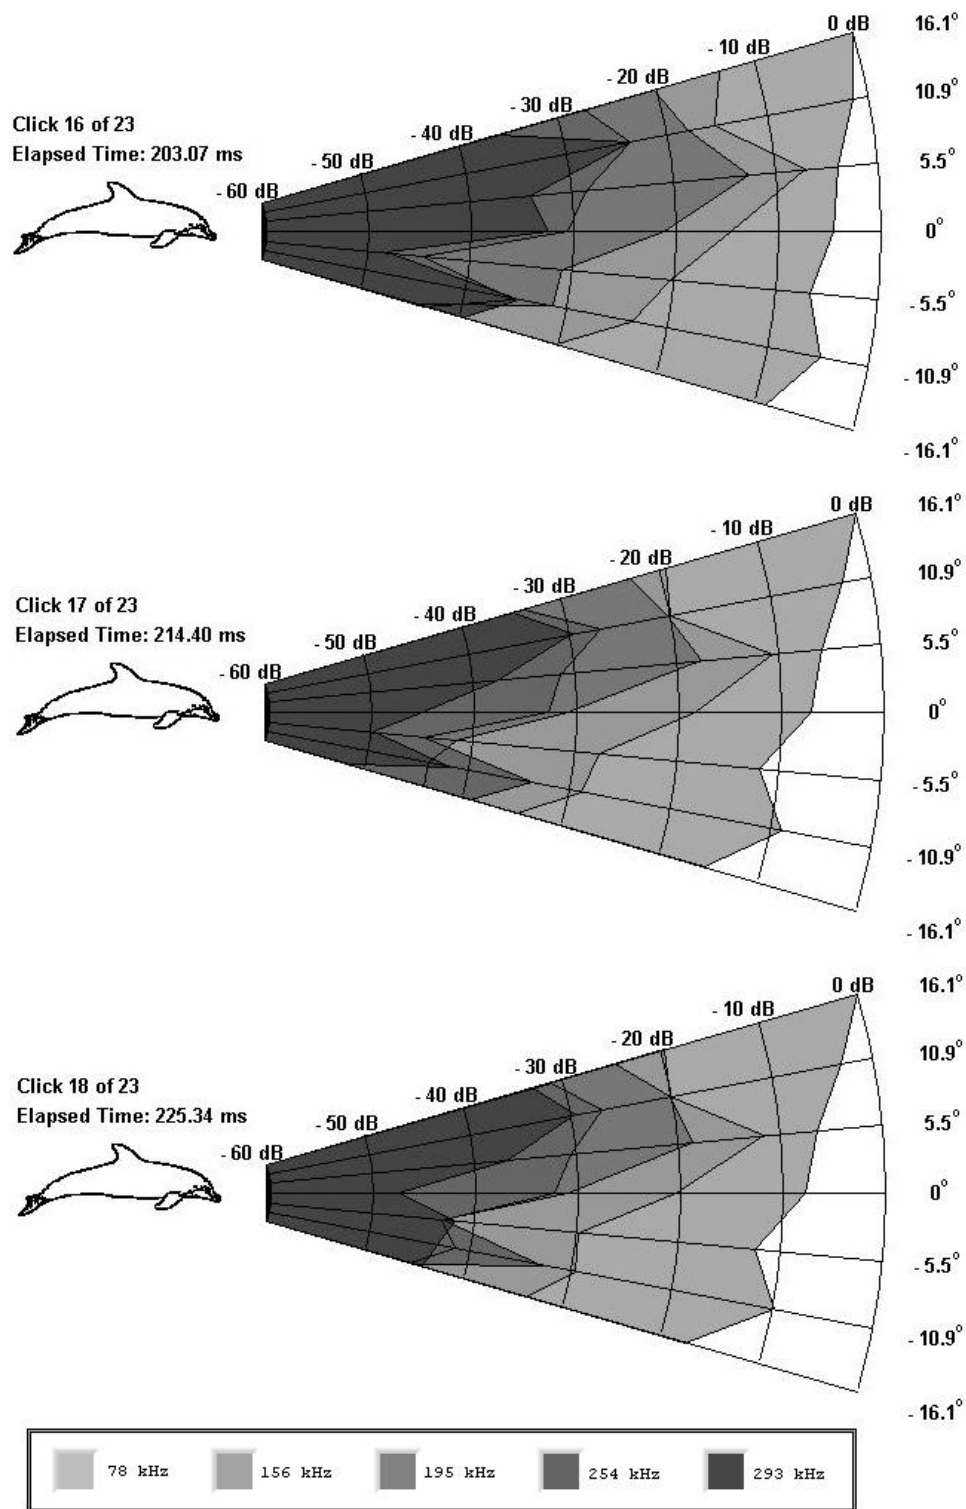 0 dB
16.1°
- 10 dB
- 20 dB
10.9°
- 30 dB
Click 16 of 23
- 40 dB
Elapsed Time: 203.07 ms
- 50 dB
5.5°
- 60 dB
0°
- 5.5°
- 10.9°
- 16.1°
0 dB
16.1°
- 10 dB
- 20 dB
10.9°
- 30 dB
Click 17 of 23
- 40 dB
Elapsed Time: 214.40 ms
- 50 dB
5.5°
- 60 dB
0°
- 5.5°
- 10.9°
- 16.1°
0 dB
16.1°
- 10 dB
- 20 dB
10.9°
- 30 dB
Click 18 of 23
- 40 dB
Elapsed Time: 225.34 ms
- 50 dB
5.5°
- 60 dB
0°
- 5.5°
- 10.9°
- 16.1°
78 kHz 156 kHz 195 kHz 254 kHz 293 kHz